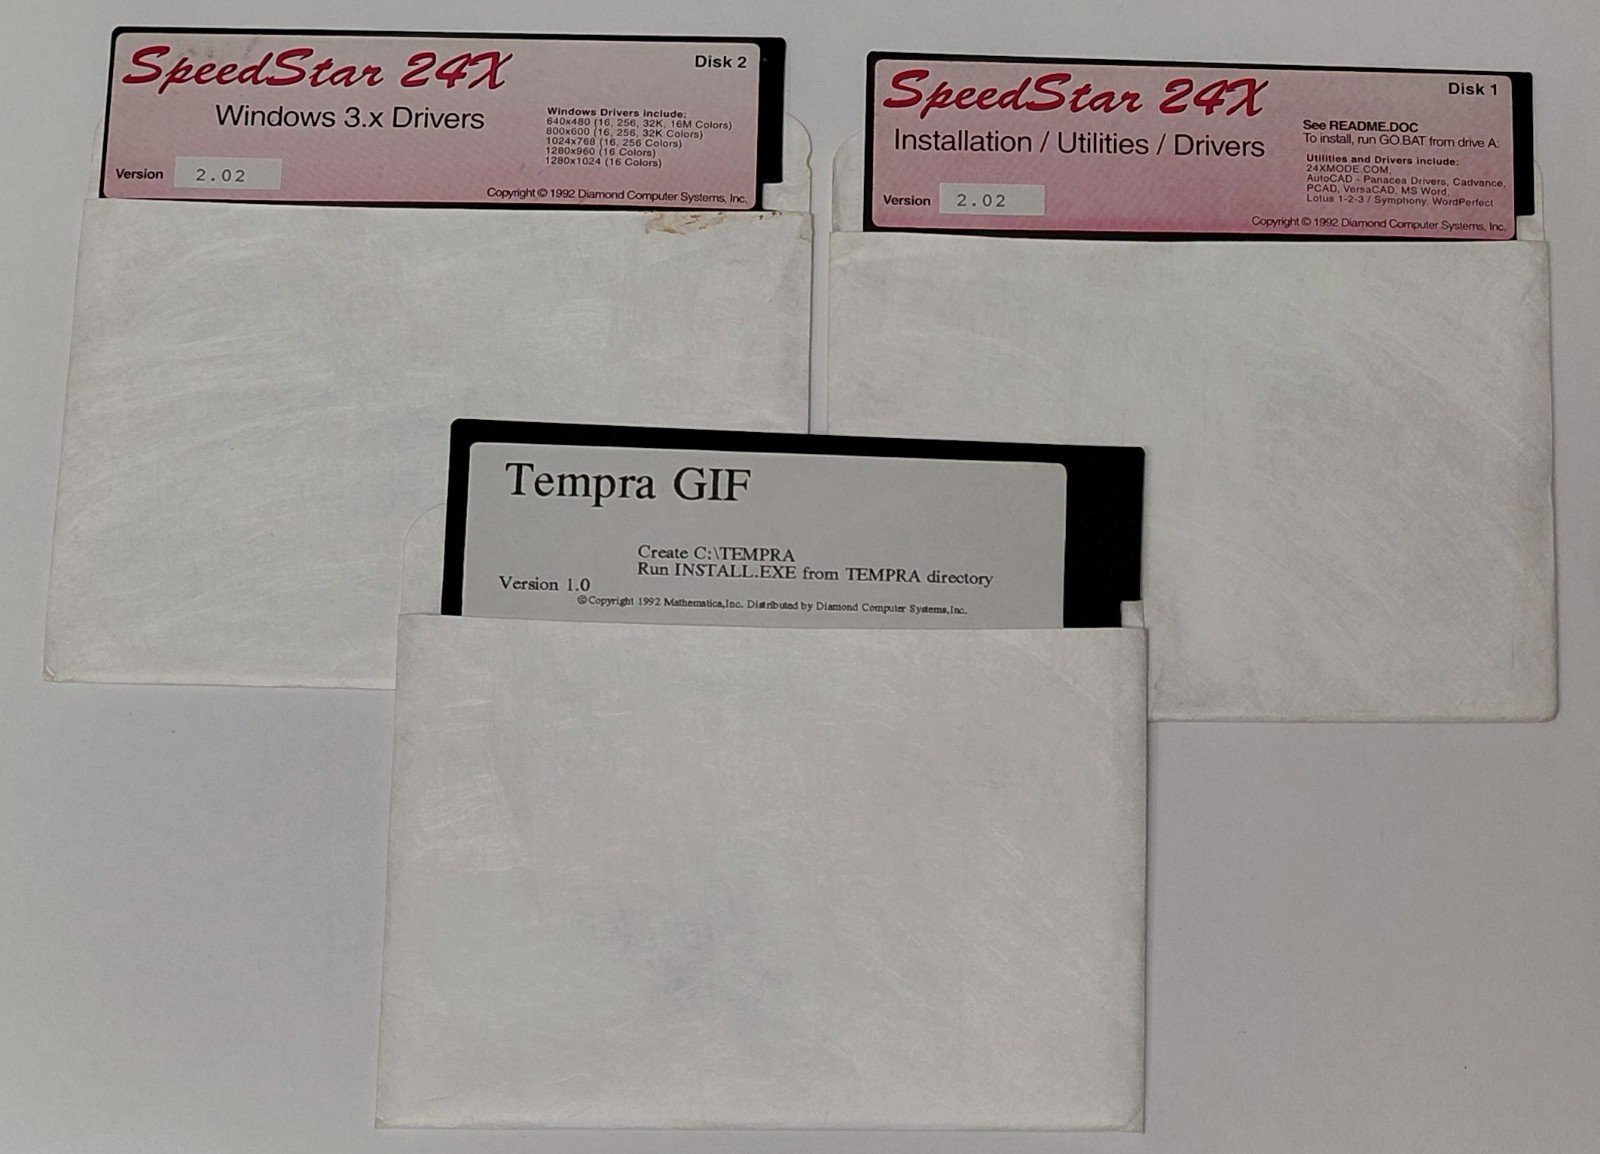 SpeedStar 24X
Disk 2
Windows 3.x Drivers
Windows Drivers include:
640x480 (16, 256, 32K, 16M Colors)
800x600 (16, 256, 32K Colors)
1024x768 (16, 256 Colors)
1280x960 (16 Colors)
1280x1024 (16 Colors)
Version 2.02
Copyright © 1992 Diamond Computer Systems, Inc.
SpeedStar 24X
Disk 1
Installation / Utilities / Drivers
See README.DOC
To install, run GO.BAT from drive A:
Utilities and Drivers include:
24XMODE.COM,
AutoCAD - Panacea Drivers, Cadvance,
PCAD, VersaCAD, MS Word,
Lotus 1-2-3 / Symphony, WordPerfect
Version 2.02
Copyright © 1992 Diamond Computer Systems, Inc.
Tempra GIF
Create C:\TEMPRA
Run INSTALL.EXE from TEMPRA directory
Version 1.0
©Copyright 1992 Mathematica,Inc. Distributed by Diamond Computer Systems,Inc.